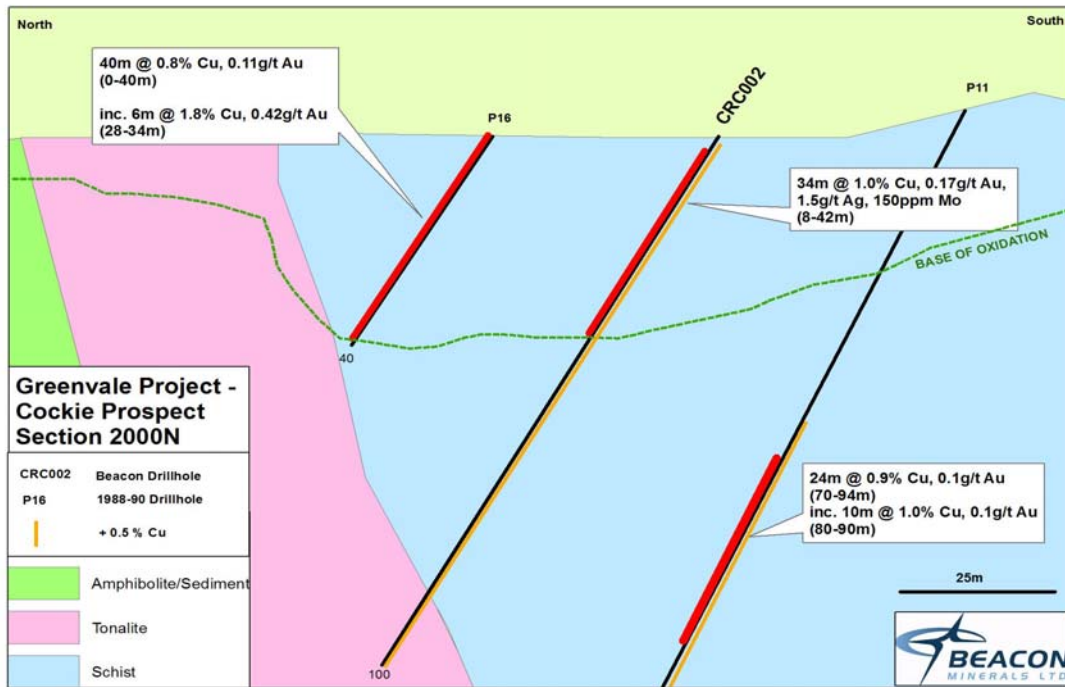 North
South
40m @ 0.8% Cu, 0.11g/t Au
(0-40m)
inc. 6m @ 1.8% Cu, 0.42g/t Au
(28-34m)
P16
CRC002
P11
34m @ 1.0% Cu, 0.17g/t Au,
1.5g/t Ag, 150ppm Mo
(8-42m)
BASE OF OXIDATION
40
Greenvale Project -
Cockie Prospect
Section 2000N
CRC002 Beacon Drillhole
P16 1988-90 Drillhole
+ 0.5 % Cu
Amphibolite/Sediment
Tonalite
Schist
24m @ 0.9% Cu, 0.1g/t Au
(70-94m)
inc. 10m @ 1.0% Cu, 0.1g/t Au
(80-90m)
25m
100
BEACON
MINERALS LTD